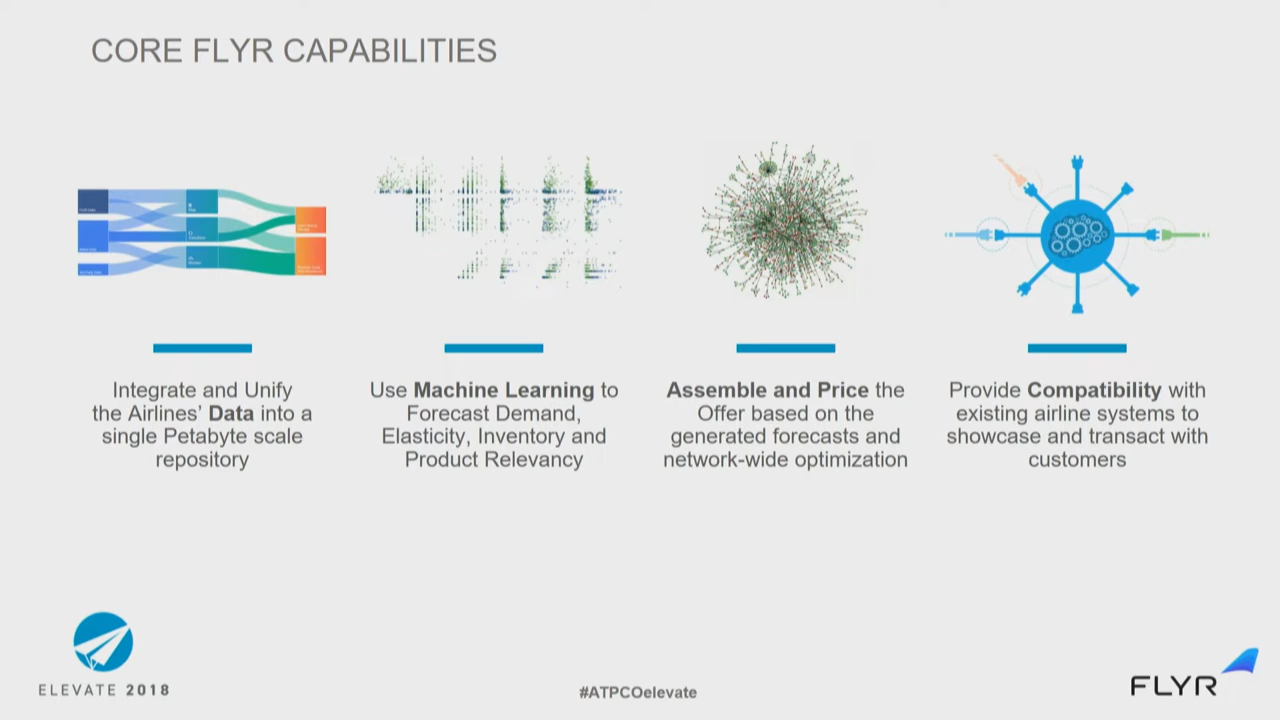 CORE FLYR CAPABILITIES
Integrate and Unify
the Airlines’ Data into a
single Petabyte scale
repository
Use Machine Learning to
Forecast Demand,
Elasticity, Inventory and
Product Relevancy
Assemble and Price the
Offer based on the
generated forecasts and
network-wide optimization
Provide Compatibility with
existing airline systems to
showcase and transact with
customers
ELEVATE 2018
#ATPCOelevate
FLYR